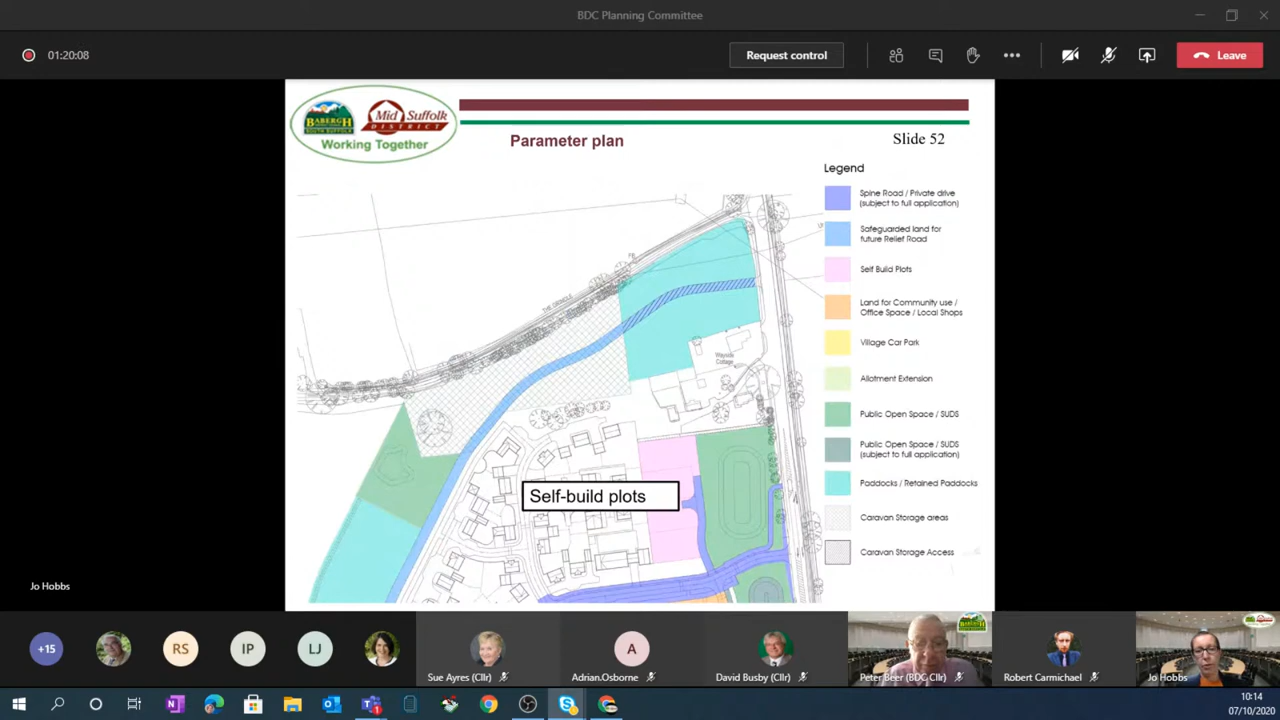 BDC Planning Committee
01:20:08
Request control
Leave
BABERGH
SOUTH SUFFOLK
Mid Suffolk
DISTRICT
Working Together
Parameter plan
Slide 52
Legend
Spine Road / Private drive
(subject to full application)
Safeguarded land for
future Relief Road
Self Build Plots
Land for Community use /
Office Space / Local Shops
Village Car Park
Allotment Extension
Public Open Space / SUDS
Public Open Space / SUDS
(subject to full application)
Paddocks / Retained Paddocks
Caravan Storage areas
Caravan Storage Access
Wayside
Cottage
Self-build plots
Jo Hobbs
+15
RS
IP
LJ
Sue Ayres (Cllr)
A
Adrian.Osborne
David Busby (Cllr)
Peter Beer (BDC Cllr)
Robert Carmichael
Jo Hobbs
10:14
07/10/2020